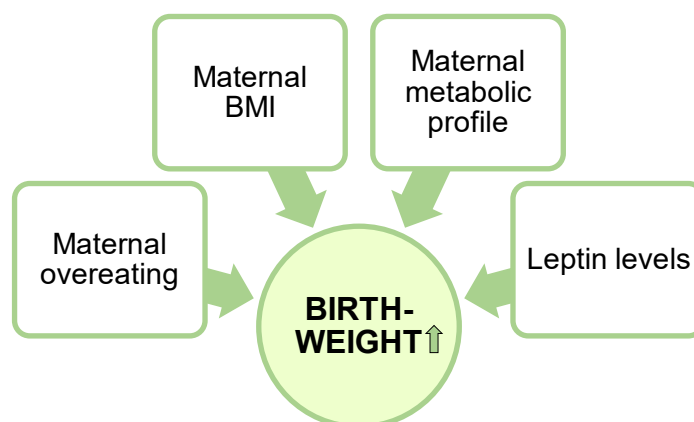 Maternal
BMI
Maternal
metabolic
profile
Maternal
overeating
Leptin levels
BIRTH-
WEIGHT